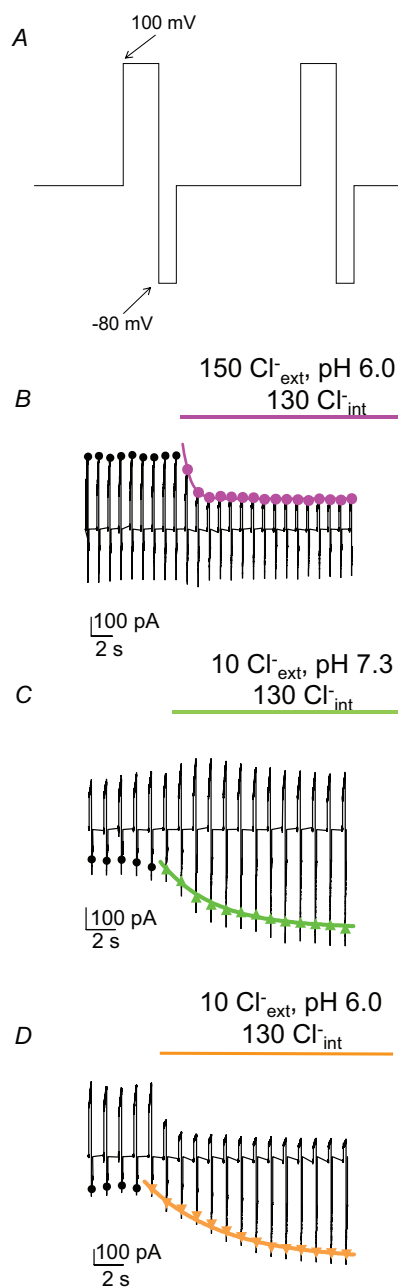 A
100 mV
-80 mV
150 Cl⁻ext, pH 6.0
130 Cl⁻int
B
100 pA
2 s
10 Cl⁻ext, pH 7.3
130 Cl⁻int
C
100 pA
2 s
10 Cl⁻ext, pH 6.0
130 Cl⁻int
D
100 pA
2 s